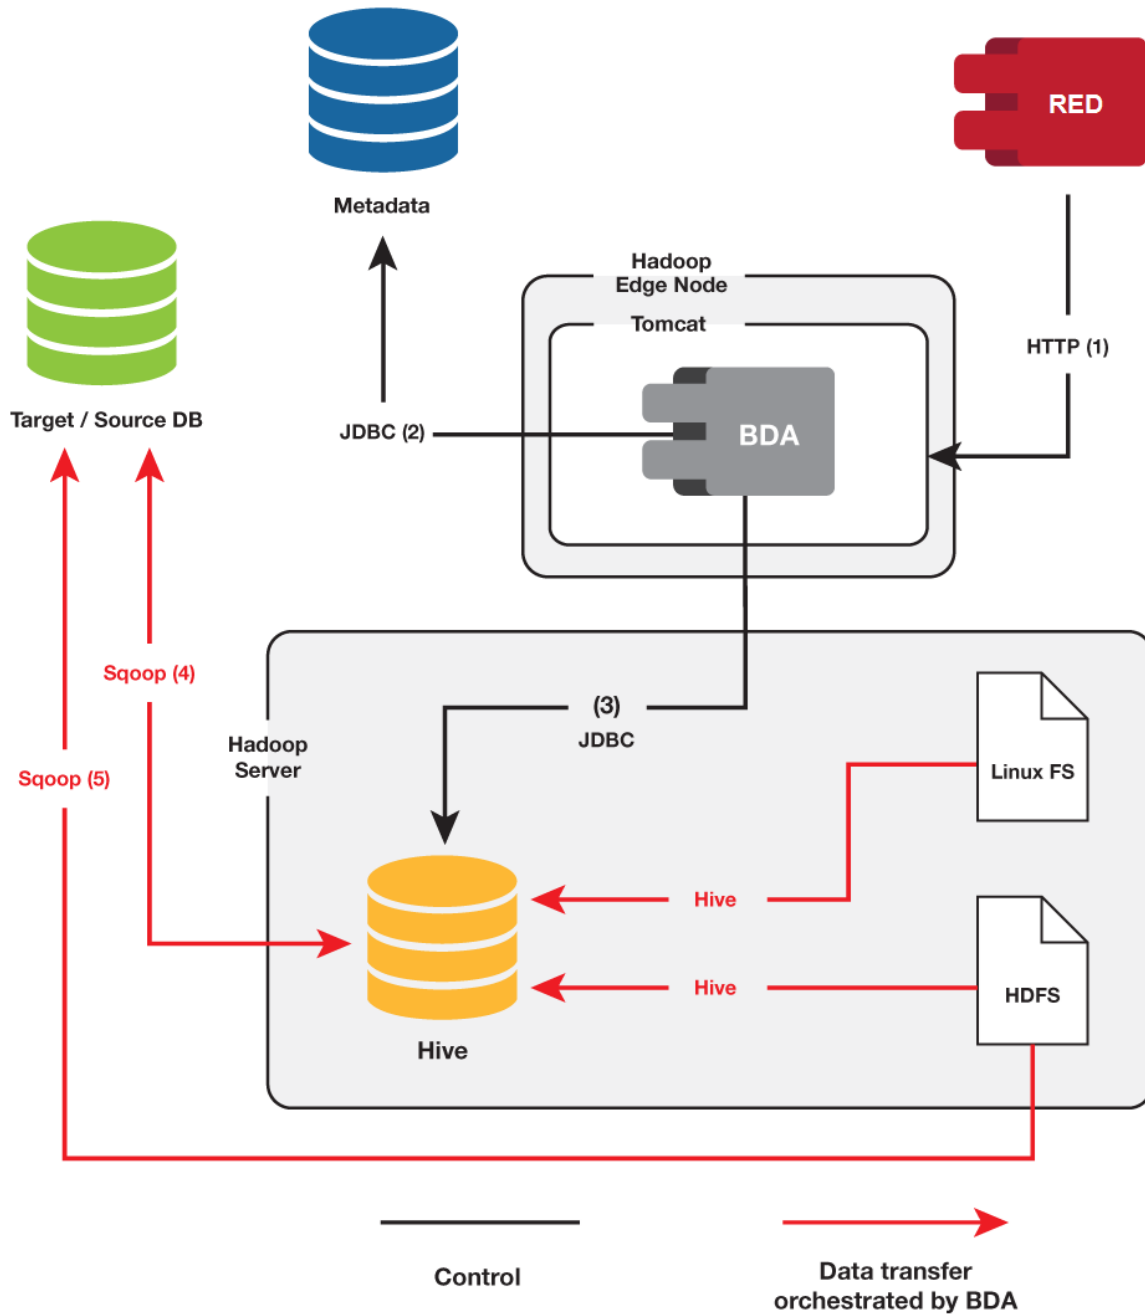 RED
Metadata
Hadoop
Edge Node
Tomcat
HTTP (1)
Target / Source DB
JDBC (2)
BDA
Sqoop (4)
(3)
JDBC
Hadoop
Server
Sqoop (5)
Linux FS
Hive
Hive
HDFS
Hive
Control
Data transfer
orchestrated by BDA